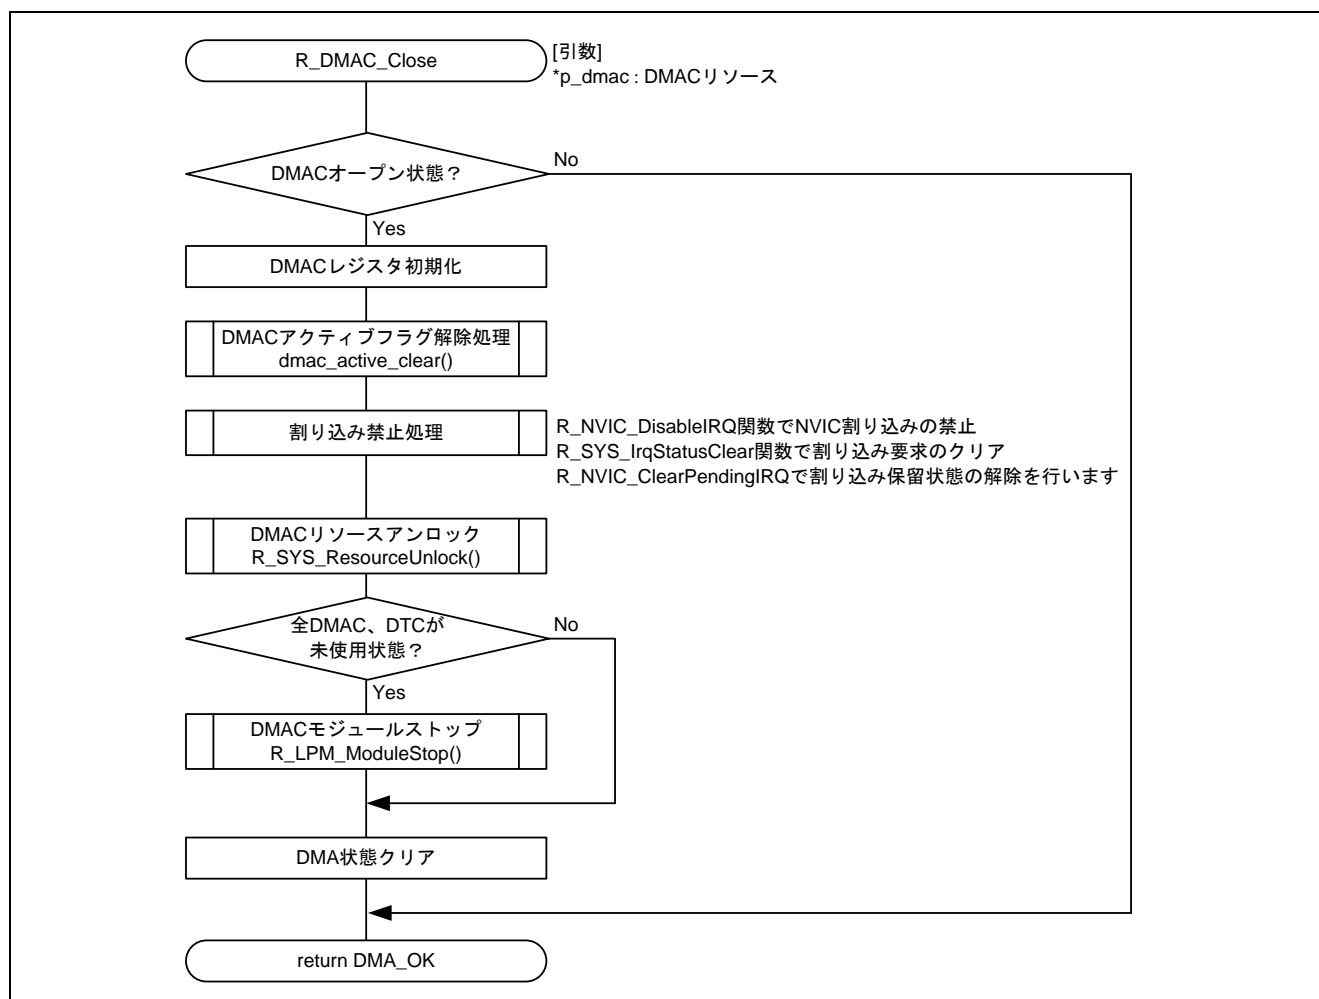 R_DMAC_Close
[引数]
*p_dmac : DMACリソース
DMACオープン状態？
No
Yes
DMACレジスタ初期化
DMACアクティブフラグ解除処理
dmac_active_clear()
割り込み禁止処理
R_NVIC_DisableIRQ関数でNVIC割り込みの禁止
R_SYS_IrqStatusClear関数で割り込み要求のクリア
R_NVIC_ClearPendingIRQで割り込み保留状態の解除を行います
DMACリソースアンロック
R_SYS_ResourceUnlock()
全DMAC、DTCが
未使用状態？
No
Yes
DMACモジュールストップ
R_LPM_ModuleStop()
DMA状態クリア
return DMA_OK